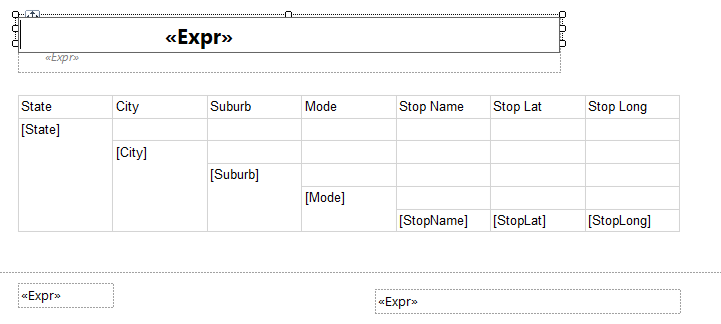 «Expr»
«Expr»
State City Suburb Mode Stop Name Stop Lat Stop Long
[State]
[City]
[Suburb]
[Mode]
[StopName] [StopLat] [StopLong]
«Expr» «Expr»